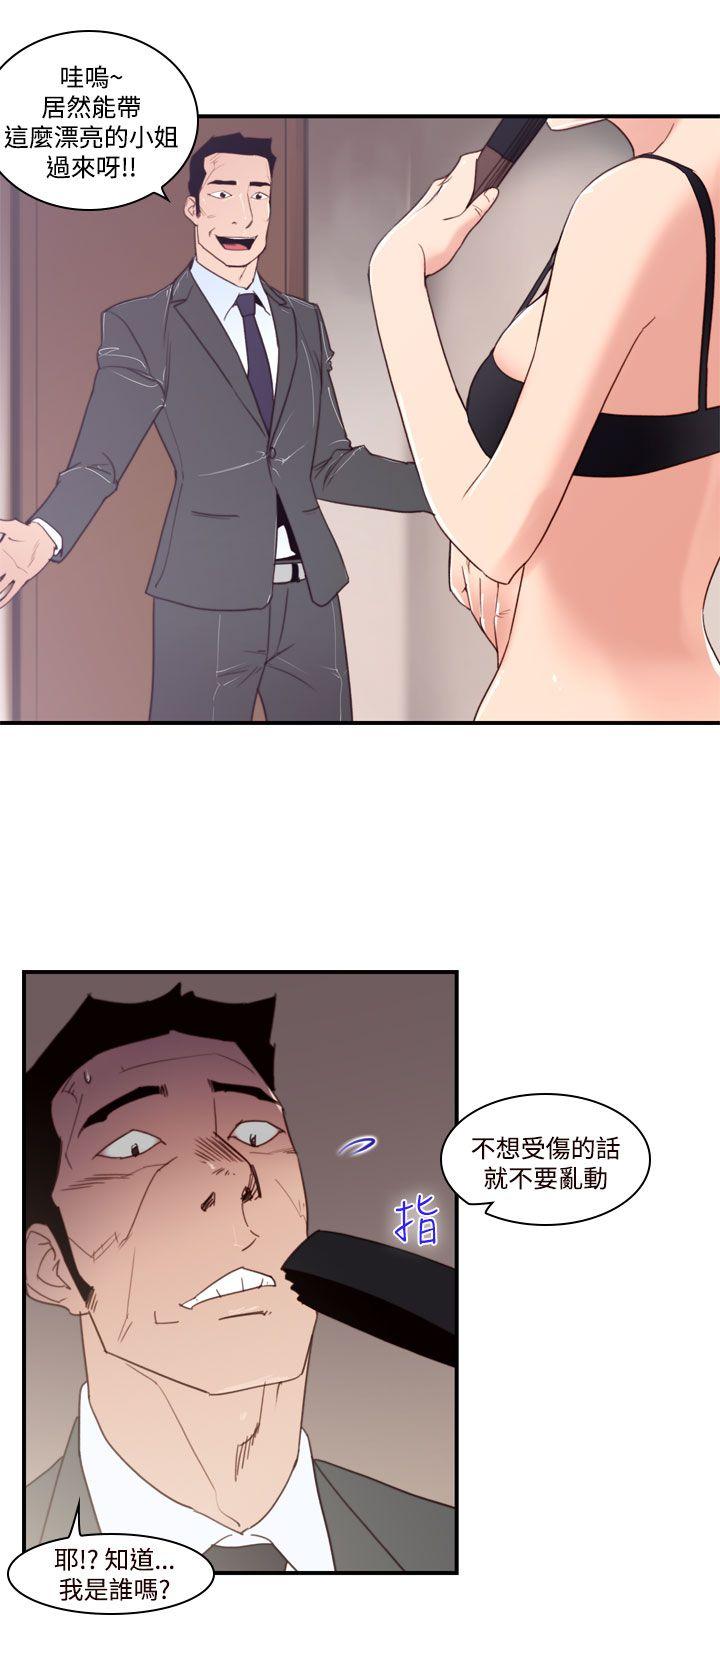 哇嗚~
居然能帶
這麼漂亮的小姐
過來呀!!
不想受傷的話
就不要亂動
指
耶!? 知道...
我是誰嗎?